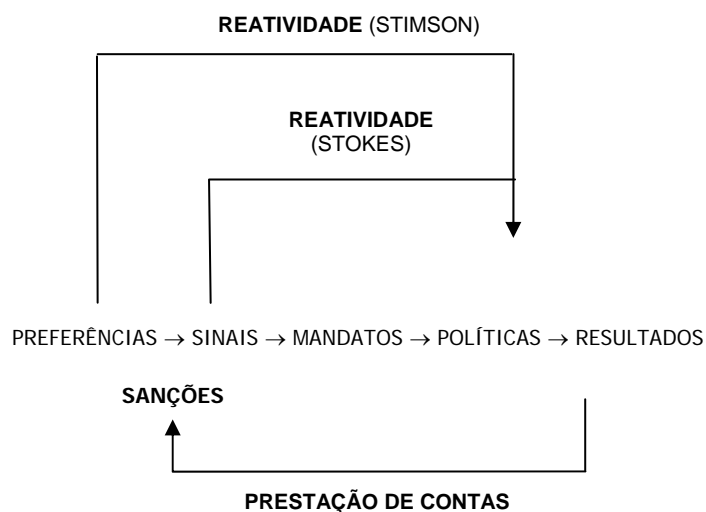 REATIVIDADE (STIMSON)
REATIVIDADE
(STOKES)
PREFERÊNCIAS → SINAIS → MANDATOS → POLÍTICAS → RESULTADOS
SANÇÕES
PRESTAÇÃO DE CONTAS